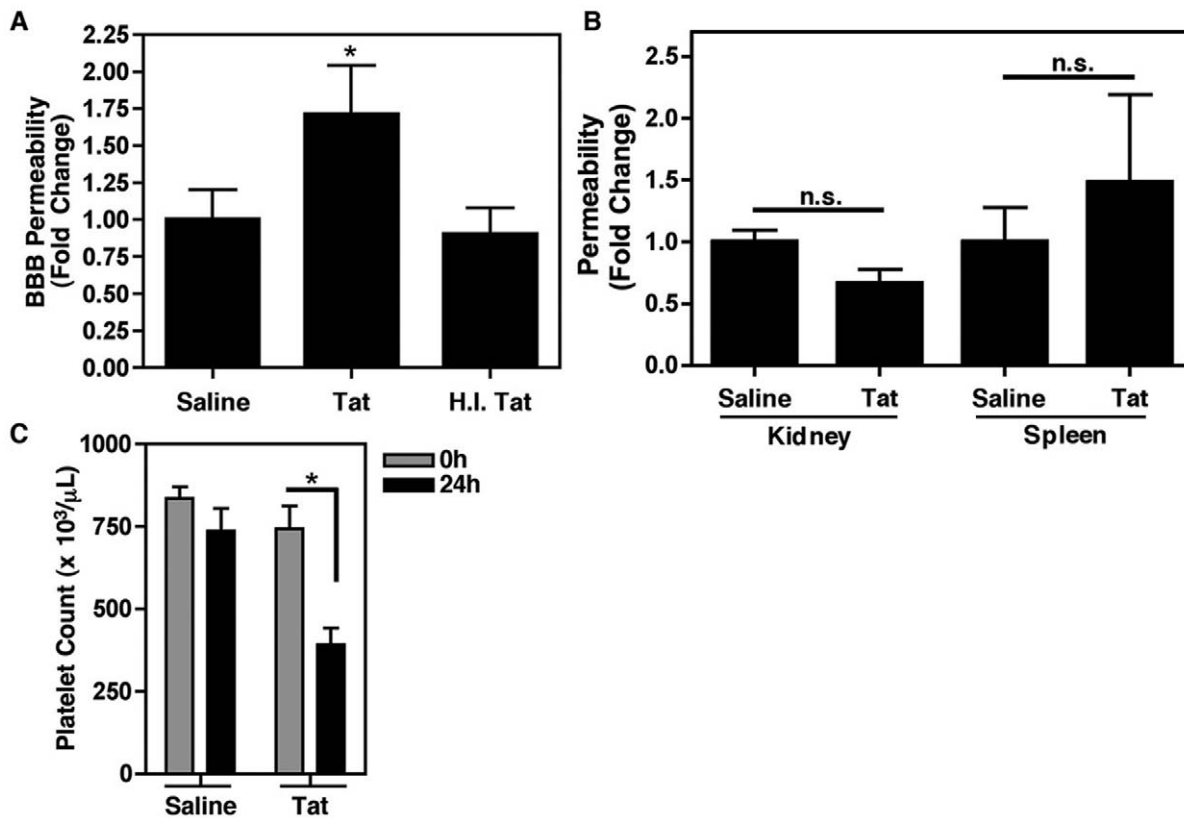 A
BBB Permeability
(Fold Change)
2.25
2.00
1.75
1.50
1.25
1.00
0.75
0.50
0.25
0.00
*
Saline Tat H.I. Tat
B
Permeability
(Fold Change)
2.5
2.0
1.5
1.0
0.5
0.0
n.s.
n.s.
Saline Tat Saline Tat
Kidney Spleen
C
Platelet Count (x 10³/μL)
1000
750
500
250
0
*
0h
24h
Saline Tat